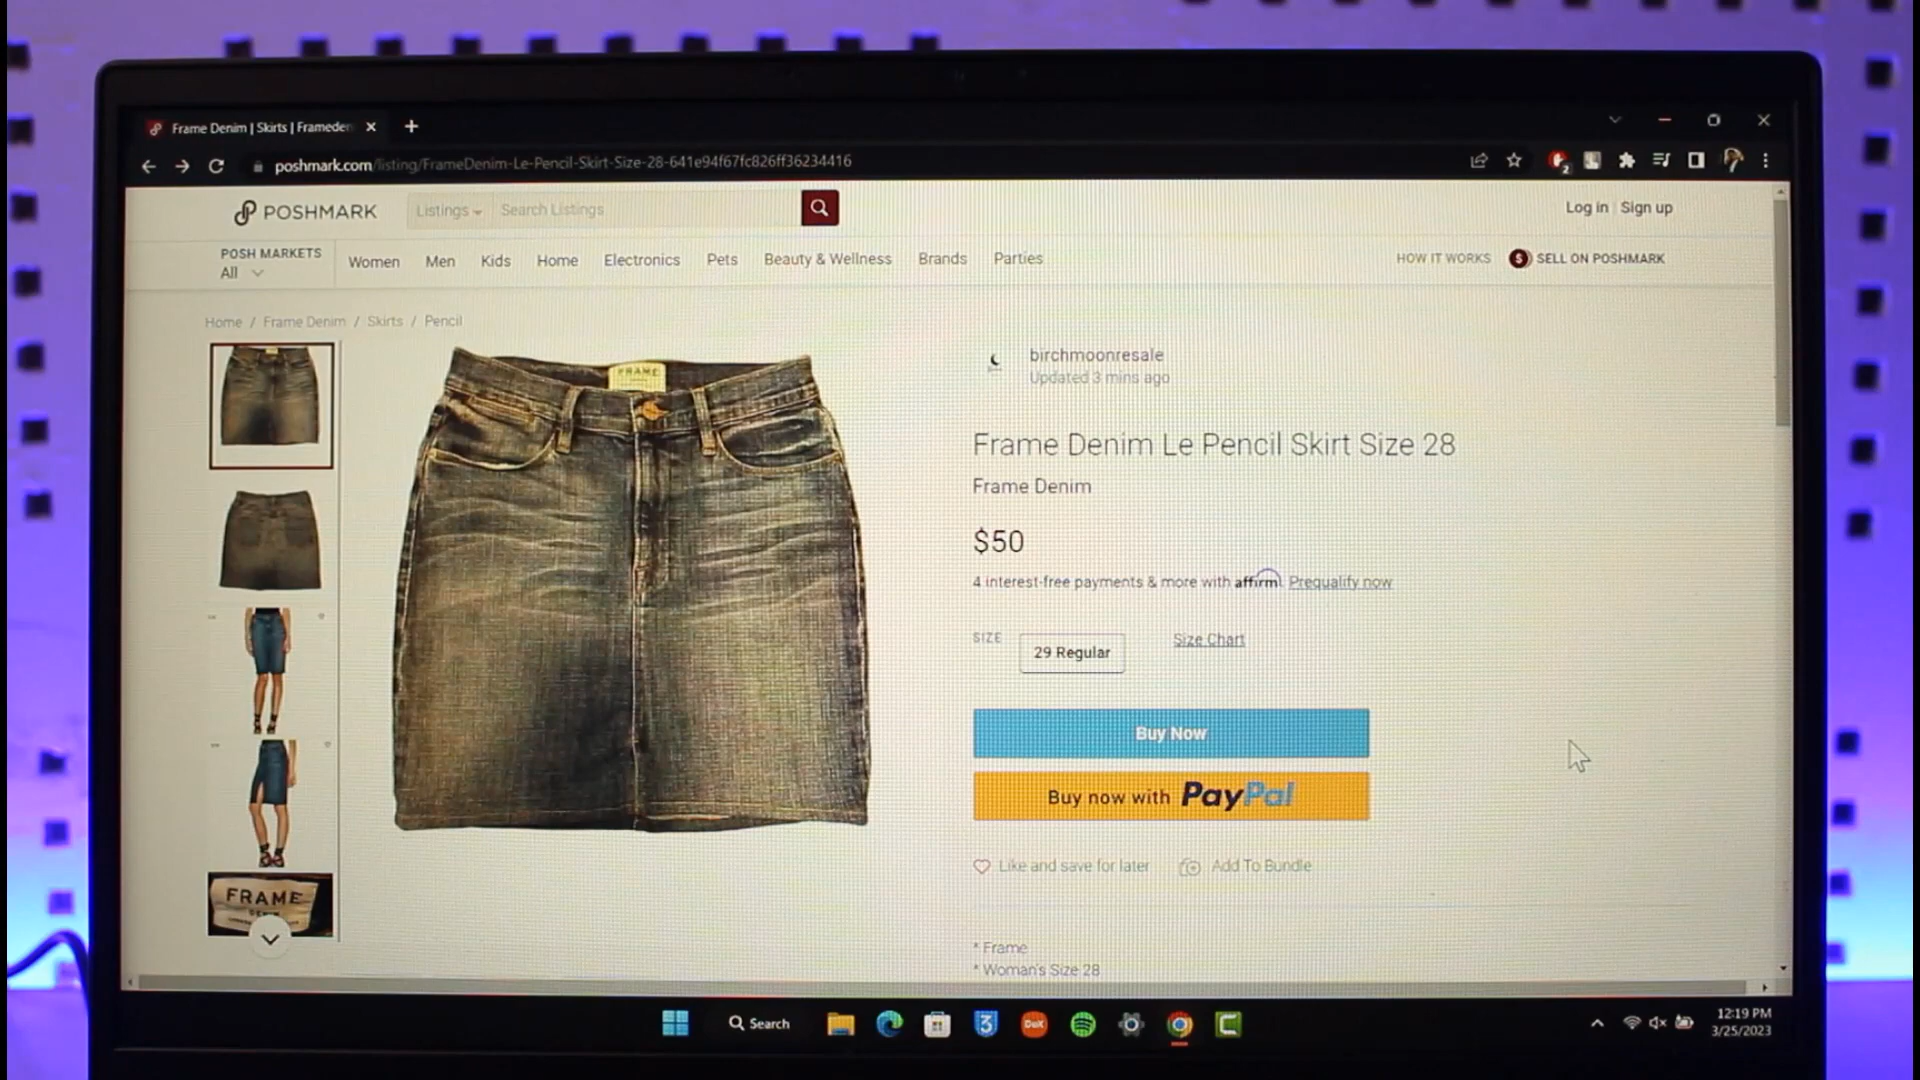 Frame Denim | Skirts | Frameden
poshmark.com/listing/FrameDenim-Le-Pencil-Skirt-Size-28-641e94f67fc826ff36234416
2
POSHMARK
Listings
Search Listings
Log in
Sign up
POSH MARKETS
All
Women
Men
Kids
Home
Electronics
Pets
Beauty & Wellness
Brands
Parties
HOW IT WORKS
SELL ON POSHMARK
Home / Frame Denim / Skirts / Pencil
birchmoonresale
Updated 3 mins ago
FRAME
Frame Denim Le Pencil Skirt Size 28
Frame Denim
$50
4 interest-free payments & more with affirm. Prequalify now
SIZE
29 Regular
Size Chart
Buy Now
Buy now with PayPal
Like and save for later
Add To Bundle
FRAME
* Frame
* Woman's Size 28
Search
12:19 PM
3/25/2023